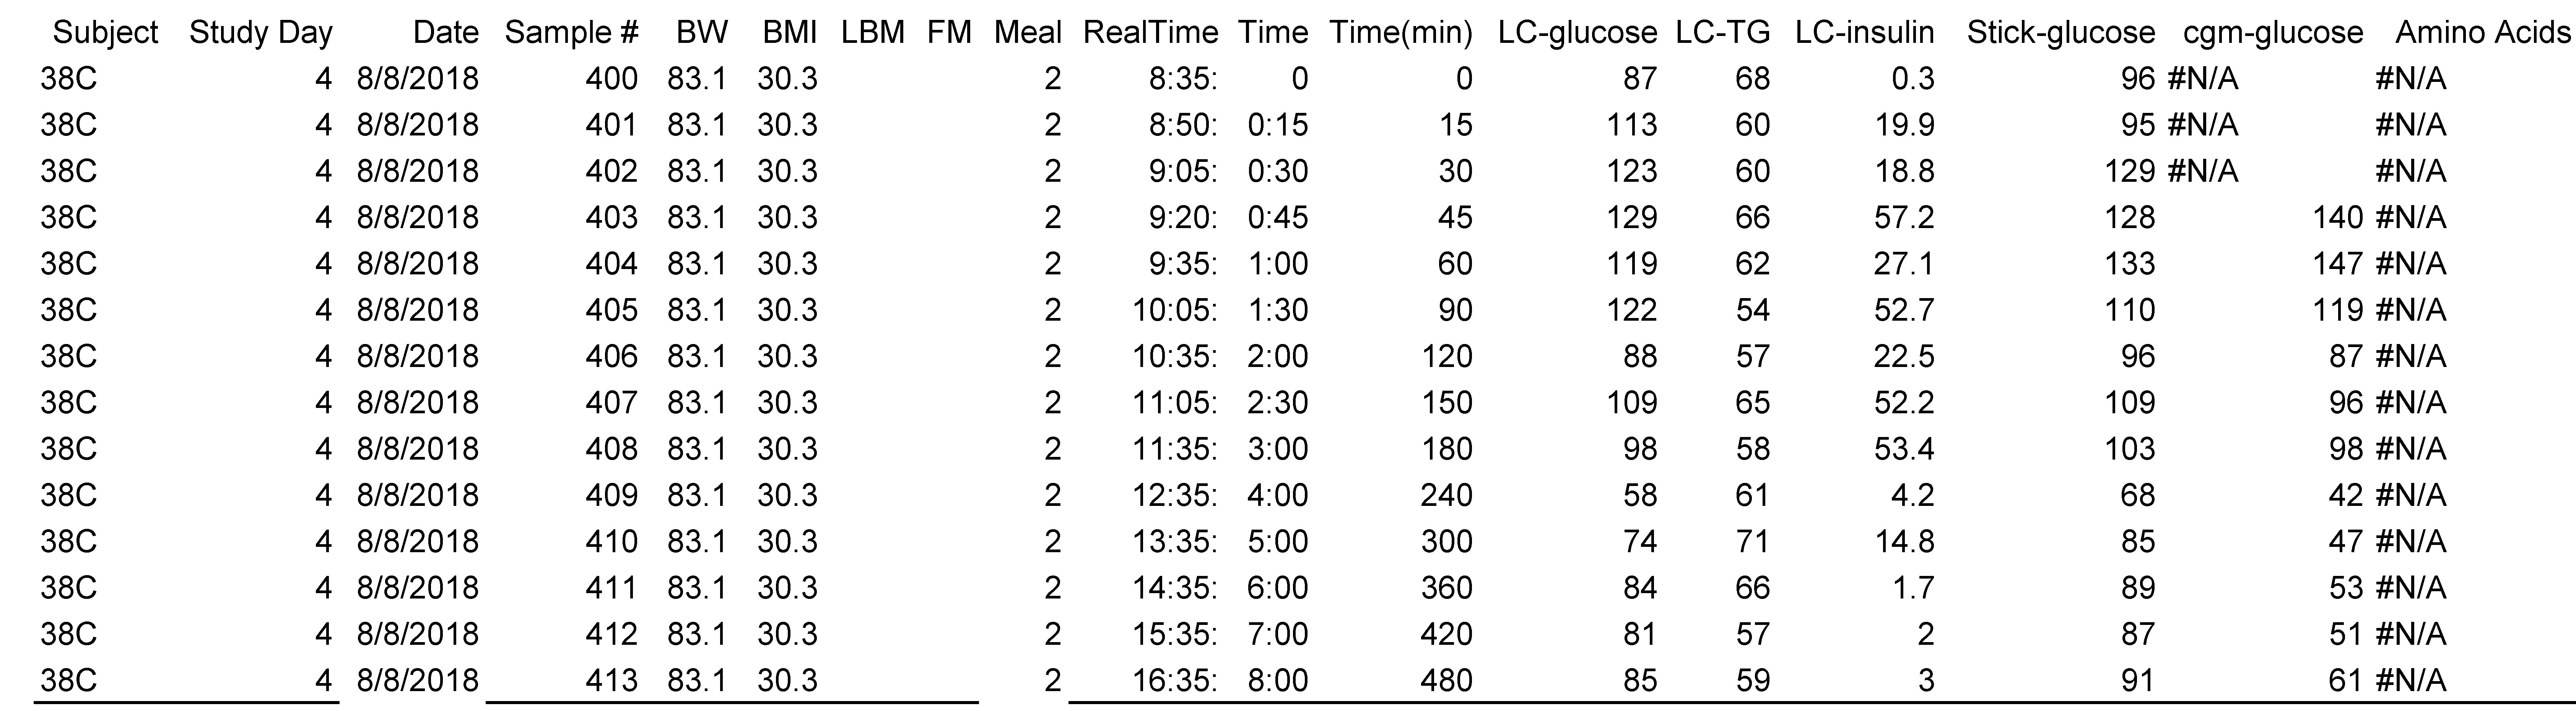 Subject Study Day Date Sample # BW BMI LBM FM Meal RealTime Time Time(min) LC-glucose LC-TG LC-insulin Stick-glucose cgm-glucose Amino Acids
38C 4 8/8/2018 400 83.1 30.3 2 8:35: 0 0 87 68 0.3 96 #N/A #N/A
38C 4 8/8/2018 401 83.1 30.3 2 8:50: 0:15 15 113 60 19.9 95 #N/A #N/A
38C 4 8/8/2018 402 83.1 30.3 2 9:05: 0:30 30 123 60 18.8 129 #N/A #N/A
38C 4 8/8/2018 403 83.1 30.3 2 9:20: 0:45 45 129 66 57.2 128 140 #N/A
38C 4 8/8/2018 404 83.1 30.3 2 9:35: 1:00 60 119 62 27.1 133 147 #N/A
38C 4 8/8/2018 405 83.1 30.3 2 10:05: 1:30 90 122 54 52.7 110 119 #N/A
38C 4 8/8/2018 406 83.1 30.3 2 10:35: 2:00 120 88 57 22.5 96 87 #N/A
38C 4 8/8/2018 407 83.1 30.3 2 11:05: 2:30 150 109 65 52.2 109 96 #N/A
38C 4 8/8/2018 408 83.1 30.3 2 11:35: 3:00 180 98 58 53.4 103 98 #N/A
38C 4 8/8/2018 409 83.1 30.3 2 12:35: 4:00 240 58 61 4.2 68 42 #N/A
38C 4 8/8/2018 410 83.1 30.3 2 13:35: 5:00 300 74 71 14.8 85 47 #N/A
38C 4 8/8/2018 411 83.1 30.3 2 14:35: 6:00 360 84 66 1.7 89 53 #N/A
38C 4 8/8/2018 412 83.1 30.3 2 15:35: 7:00 420 81 57 2 87 51 #N/A
38C 4 8/8/2018 413 83.1 30.3 2 16:35: 8:00 480 85 59 3 91 61 #N/A